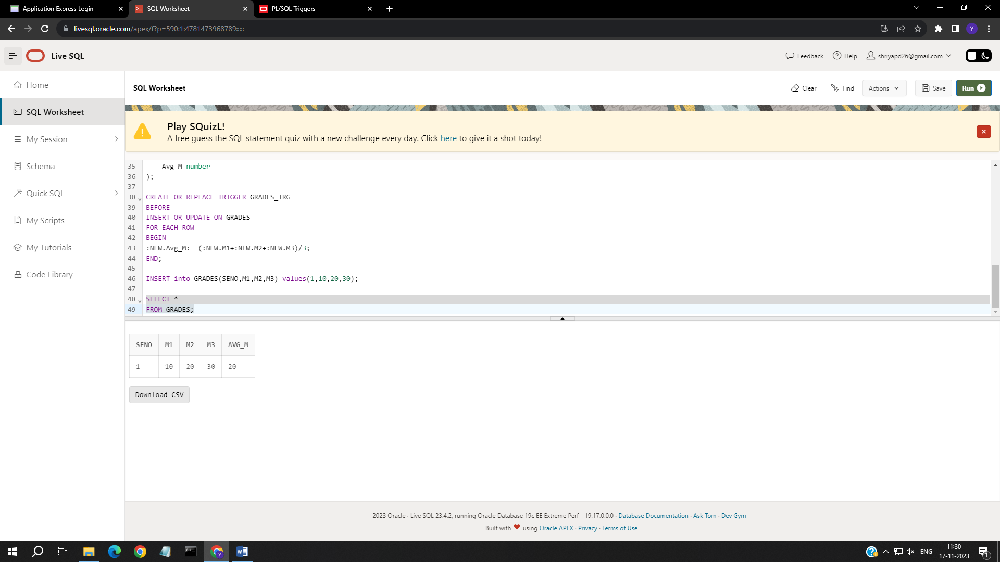 Application Express Login
SQL Worksheet
PL/SQL Triggers
livesql.oracle.com/apex/f?p=590:1:4781473968789:::::
Y
Live SQL
Feedback
Help
shriyapd26@gmail.com
Home
SQL Worksheet
My Session
Schema
Quick SQL
My Scripts
My Tutorials
Code Library
SQL Worksheet
Clear
Find
Actions
Save
Run
Play SQuizL!
A free guess the SQL statement quiz with a new challenge every day. Click here to give it a shot today!
35 Avg_M number
36 );
37
38 CREATE OR REPLACE TRIGGER GRADES_TRG
39 BEFORE
40 INSERT OR UPDATE ON GRADES
41 FOR EACH ROW
42 BEGIN
43 :NEW.Avg_M:= (:NEW.M1+:NEW.M2+:NEW.M3)/3;
44 END;
45
46 INSERT into GRADES(SENO,M1,M2,M3) values(1,10,20,30);
47
48 SELECT *
49 FROM GRADES;
SENO M1 M2 M3 AVG_M
1 10 20 30 20
Download CSV
2023 Oracle · Live SQL 23.4.2, running Oracle Database 19c EE Extreme Perf - 19.17.0.0.0 · Database Documentation · Ask Tom · Dev Gym
Built with ❤ using Oracle APEX · Privacy · Terms of Use
ENG
11:30
17-11-2023
1